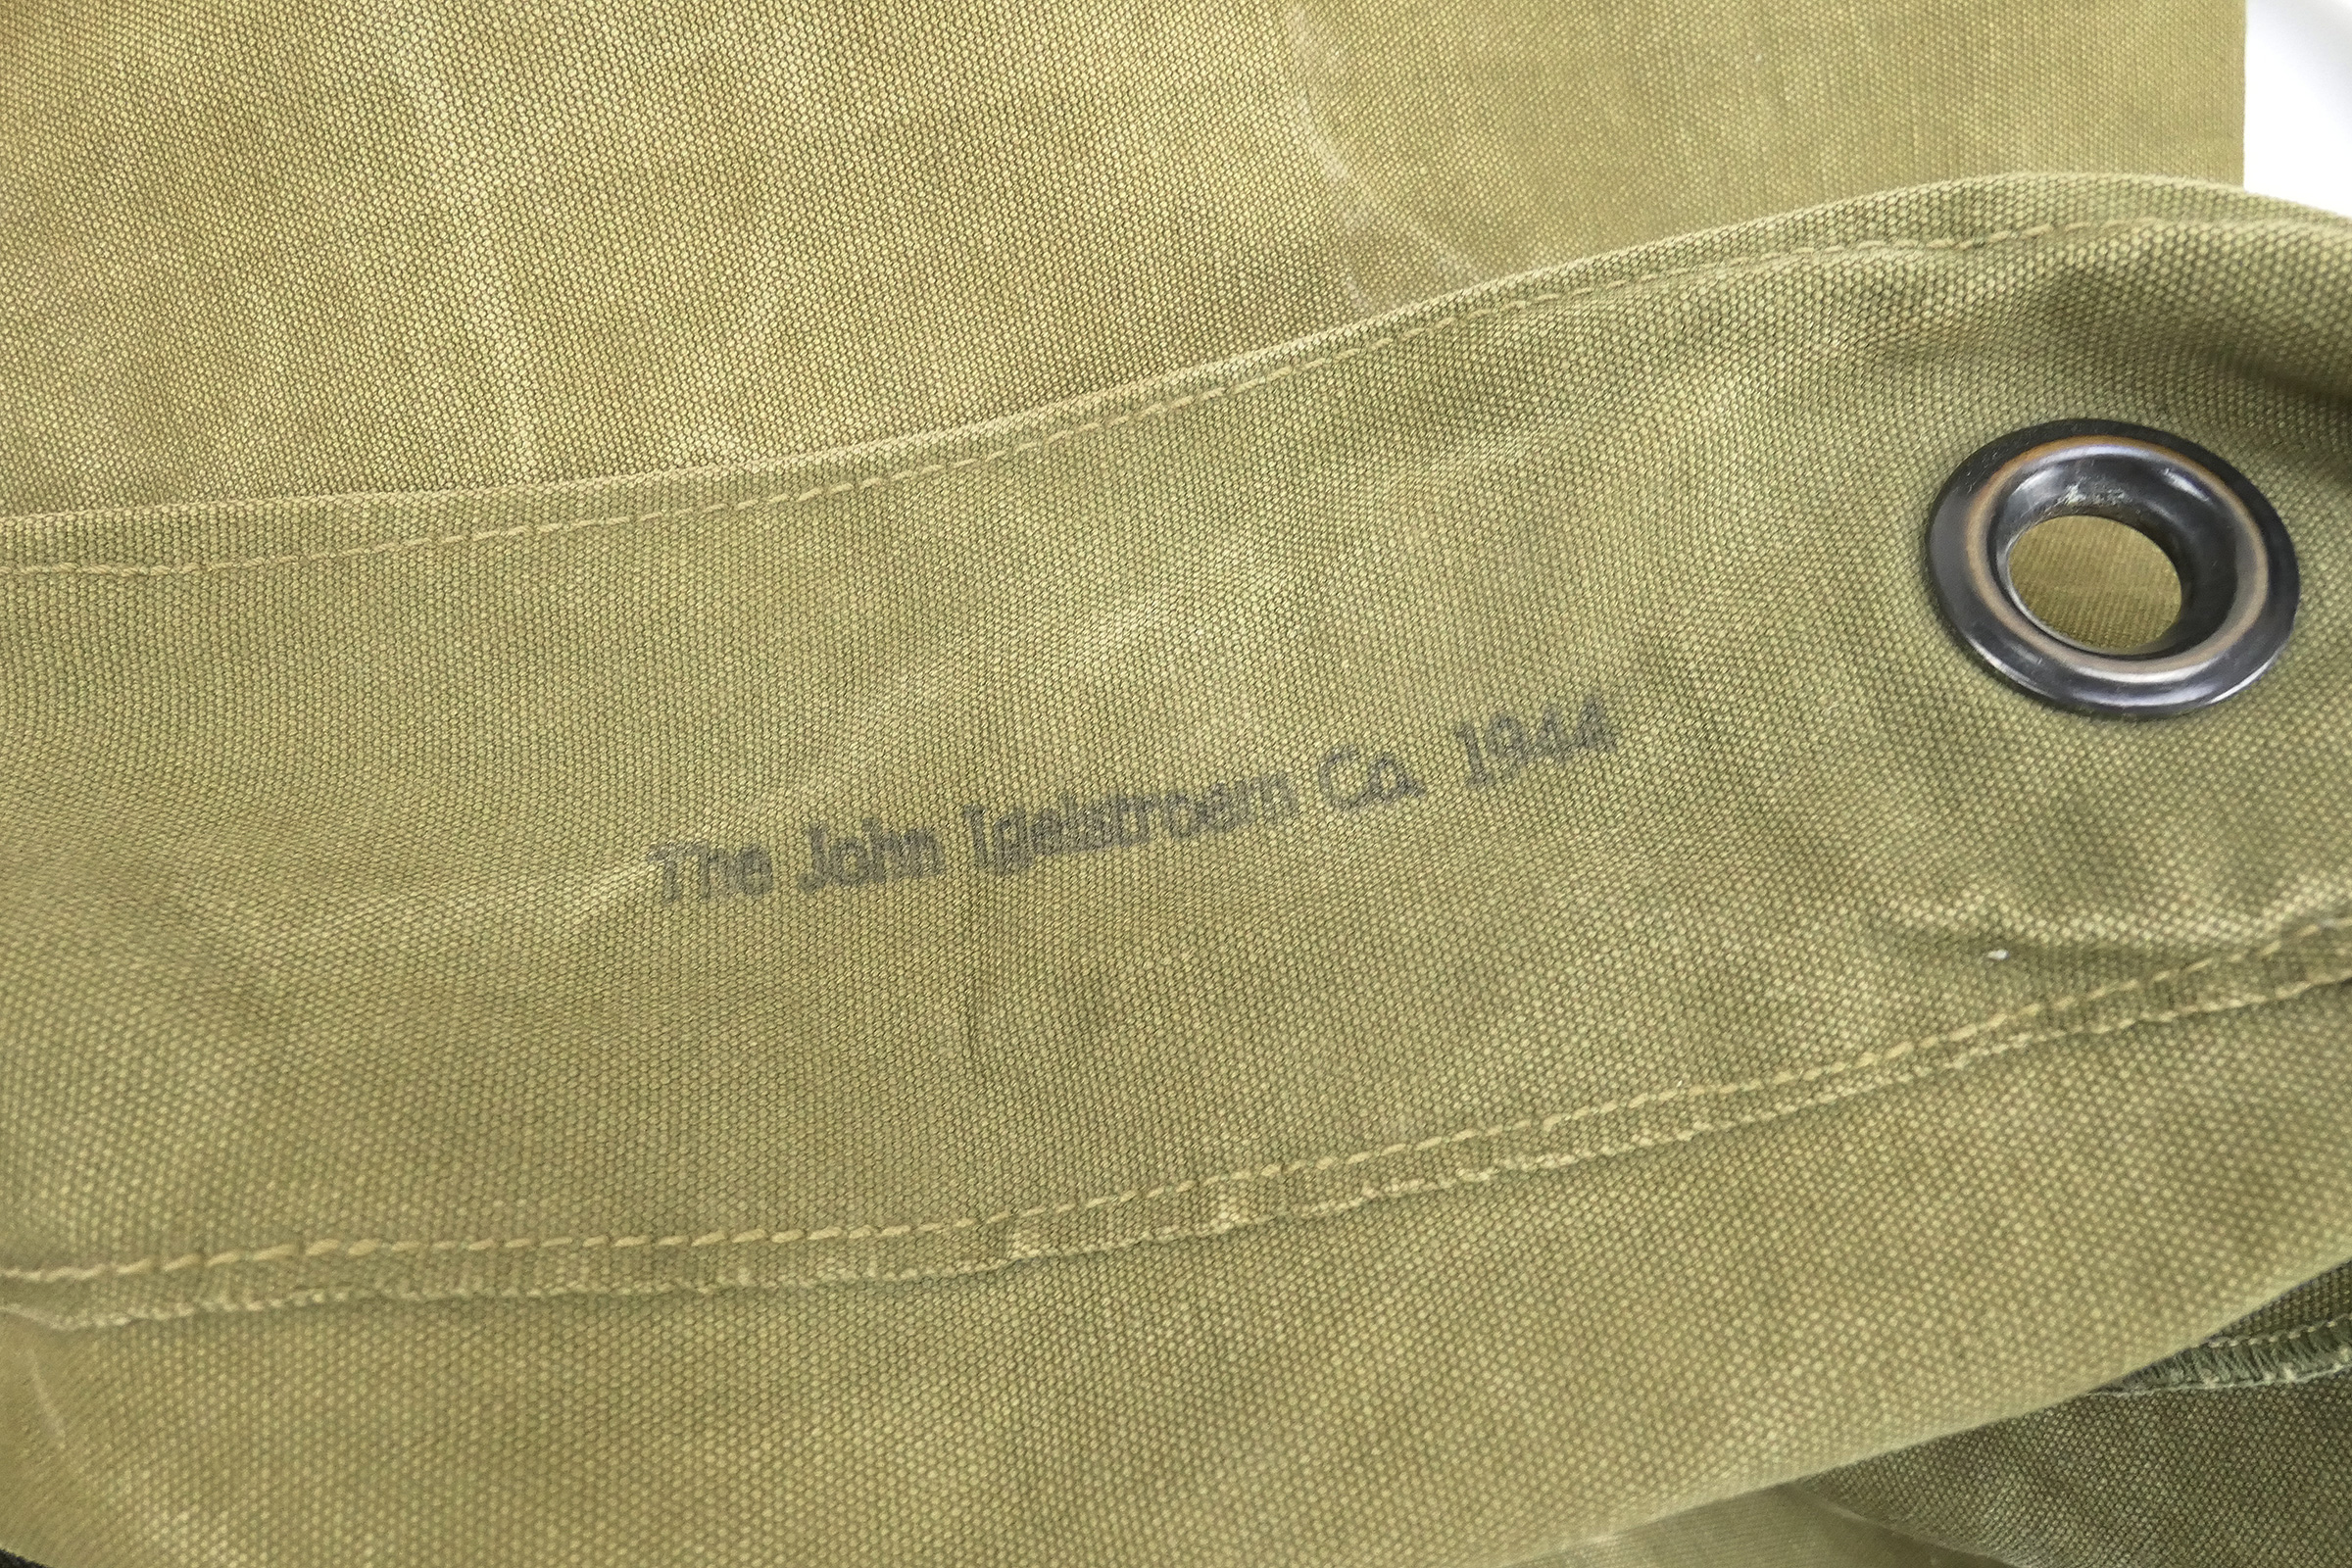 The John Igelstroem Co. 1944